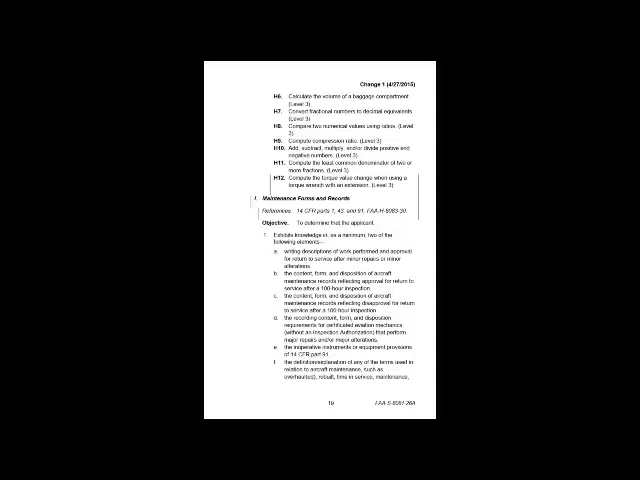 Change 1 (4/27/2015)
H6. Calculate the volume of a baggage compartment.
(Level 3)
H7. Convert fractional numbers to decimal equivalents.
(Level 3)
H8. Compare two numerical values using ratios. (Level
3)
H9. Compute compression ratio. (Level 3)
H10. Add, subtract, multiply, and/or divide positive and
negative numbers. (Level 3)
H11. Compute the least common denominator of two or
more fractions. (Level 3)
H12. Compute the torque value change when using a
torque wrench with an extension. (Level 3)
I. Maintenance Forms and Records
References: 14 CFR parts 1, 43, and 91; FAA-H-8083-30.
Objective. To determine that the applicant:
1. Exhibits knowledge in, as a minimum, two of the
following elements—
a. writing descriptions of work performed and approval
for return to service after minor repairs or minor
alterations.
b. the content, form, and disposition of aircraft
maintenance records reflecting approval for return to
service after a 100-hour inspection.
c. the content, form, and disposition of aircraft
maintenance records reflecting disapproval for return
to service after a 100-hour inspection.
d. the recording content, form, and disposition
requirements for certificated aviation mechanics
(without an Inspection Authorization) that perform
major repairs and/or major alterations.
e. the inoperative instruments or equipment provisions
of 14 CFR part 91.
f. the definition/explanation of any of the terms used in
relation to aircraft maintenance, such as
overhaul(ed), rebuilt, time in service, maintenance,
19 FAA-S-8081-26A